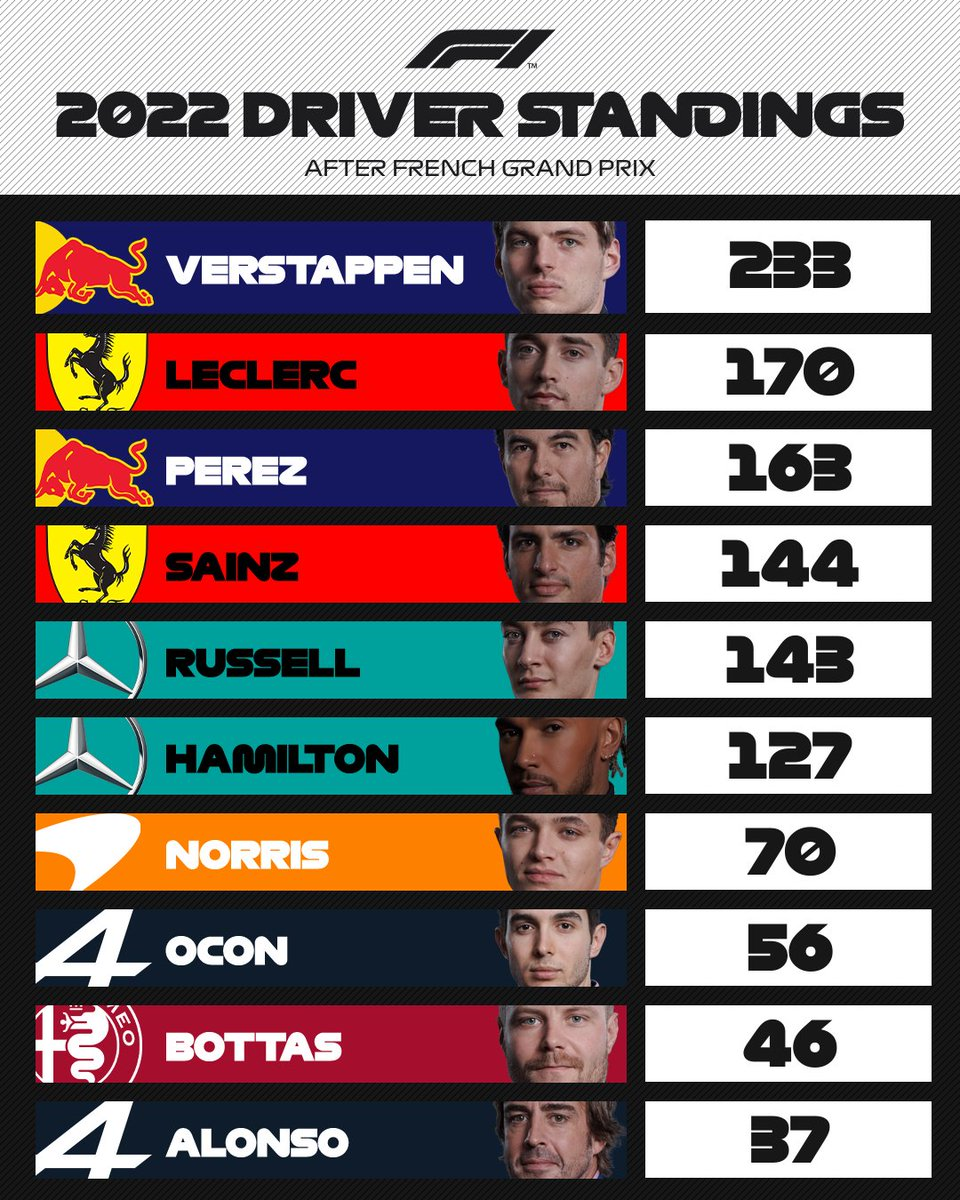 F1 ™
2022 DRIVER STANDINGS
AFTER FRENCH GRAND PRIX
VERSTAPPEN 233
LECLERC 170
PEREZ 163
SAINZ 144
RUSSELL 143
HAMILTON 127
NORRIS 70
OCON 56
BOTTAS 46
ALONSO 37